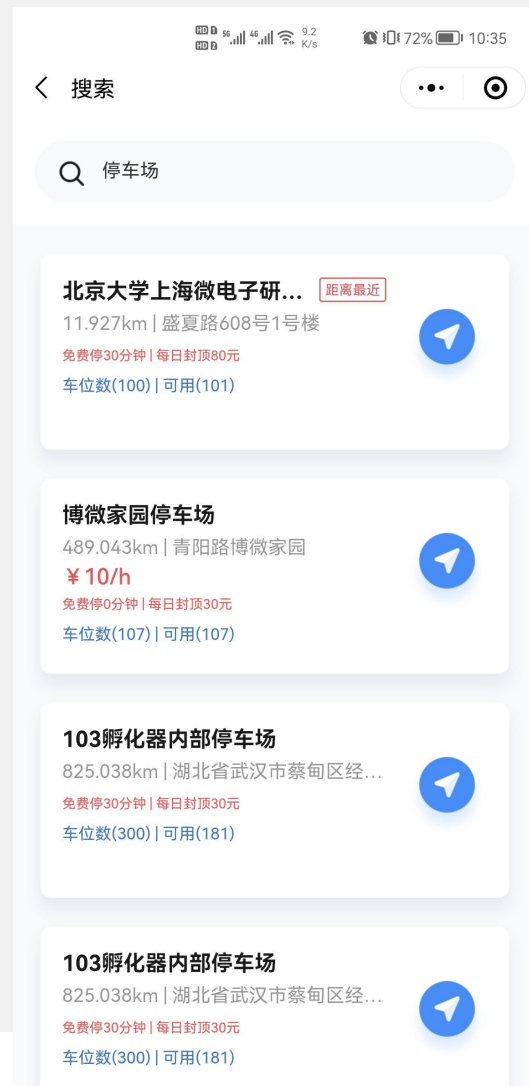 HD 1 5G 4G 9.2 72% 10:35
HD 2 K/s
搜索
停车场
北京大学上海微电子研... 距离最近
11.927km | 盛夏路608号1号楼
免费停30分钟 | 每日封顶80元
车位数(100) | 可用(101)
博微家园停车场
489.043km | 青阳路博微家园
￥10/h
免费停0分钟 | 每日封顶30元
车位数(107) | 可用(107)
103孵化器内部停车场
825.038km | 湖北省武汉市蔡甸区经...
免费停30分钟 | 每日封顶30元
车位数(300) | 可用(181)
103孵化器内部停车场
825.038km | 湖北省武汉市蔡甸区经...
免费停30分钟 | 每日封顶30元
车位数(300) | 可用(181)